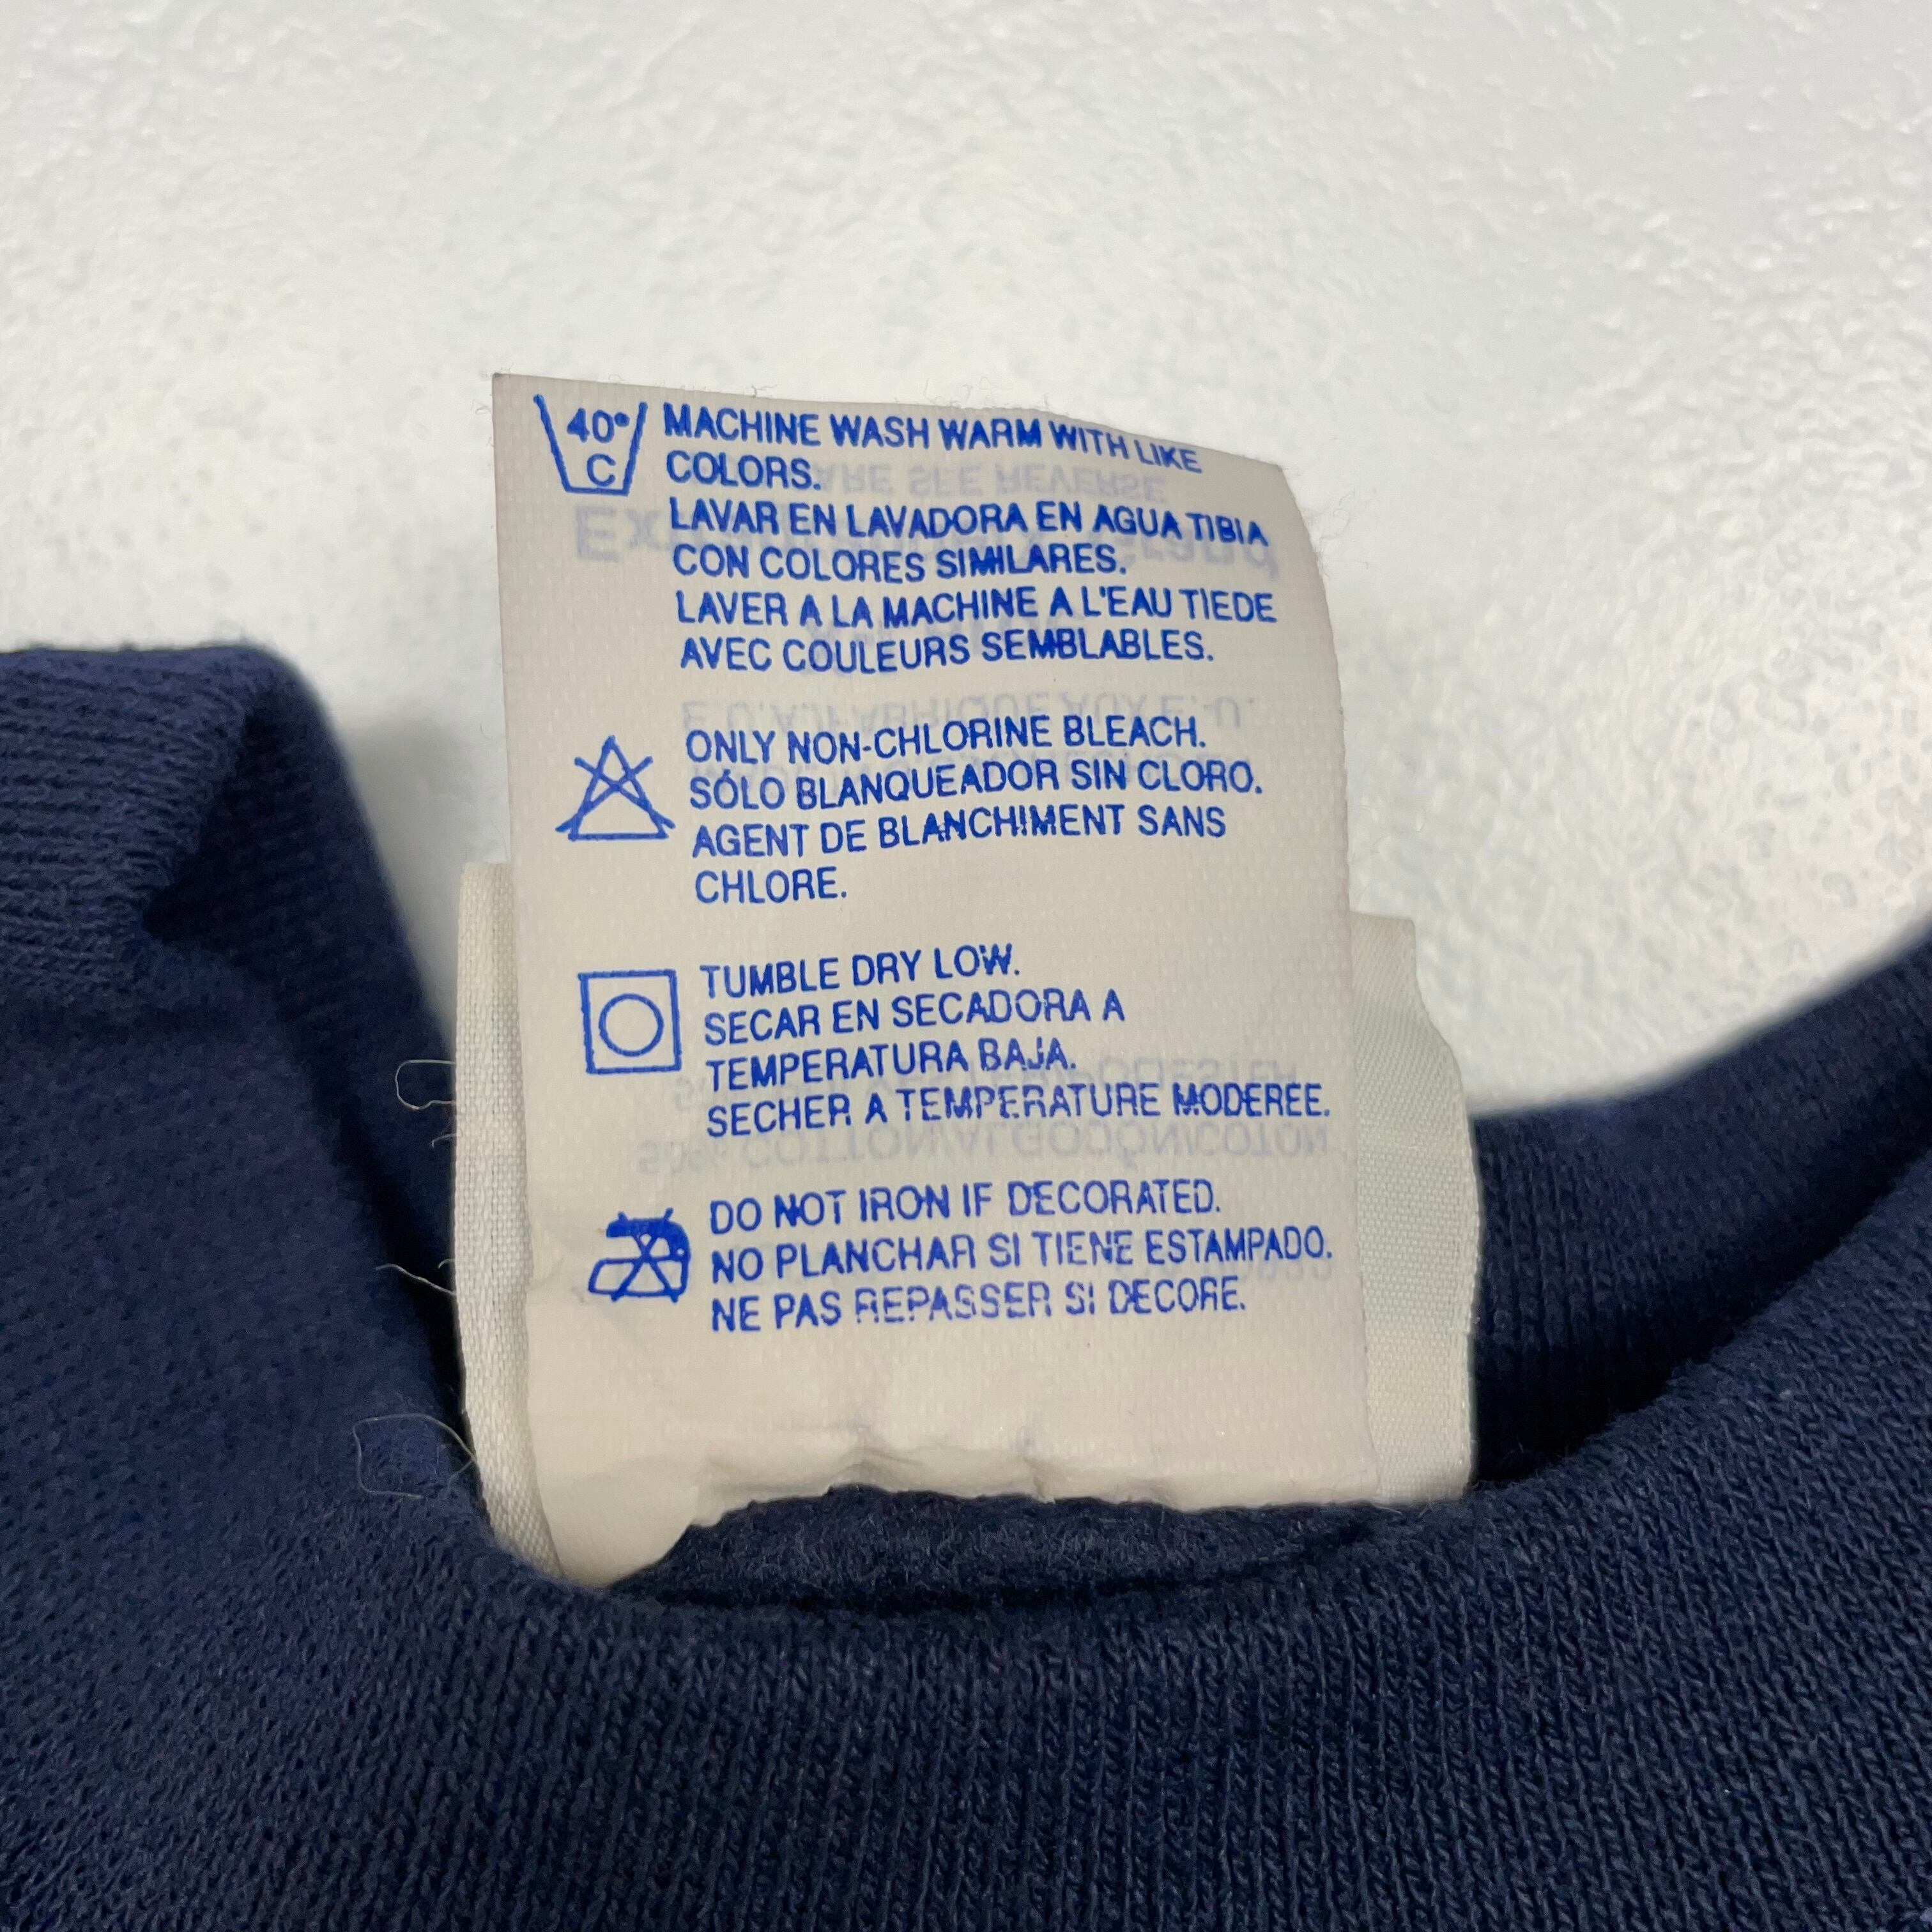 40°
C
MACHINE WASH WARM WITH LIKE
COLORS.
LAVAR EN LAVADORA EN AGUA TIBIA
CON COLORES SIMILARES.
LAVER A LA MACHINE A L'EAU TIEDE
AVEC COULEURS SEMBLABLES.
ONLY NON-CHLORINE BLEACH.
SÓLO BLANQUEADOR SIN CLORO.
AGENT DE BLANCHIMENT SANS
CHLORE.
TUMBLE DRY LOW.
SECAR EN SECADORA A
TEMPERATURA BAJA.
SECHER A TEMPERATURE MODEREE.
DO NOT IRON IF DECORATED.
NO PLANCHAR SI TIENE ESTAMPADO.
NE PAS REPASSER SI DECORE.